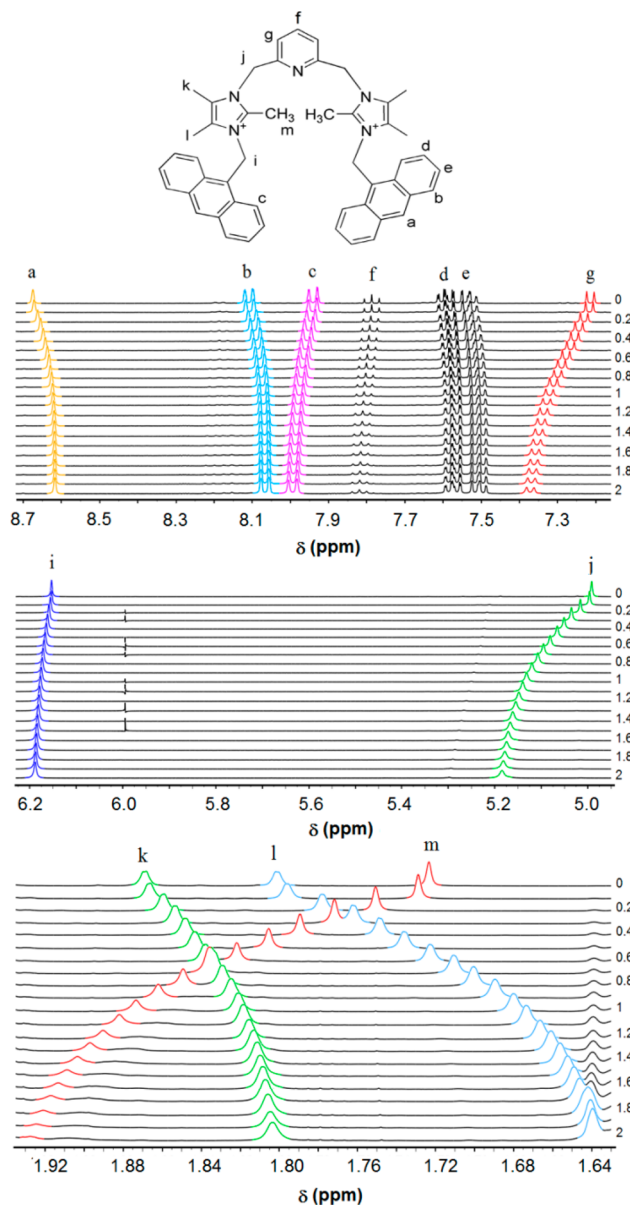 f
g
j
N
k
N
N
CH3
H3C
l
N+
m
N+
i
d
e
c
b
a
a b c f d e g
0
0.2
0.4
0.6
0.8
1
1.2
1.4
1.6
1.8
2
8.7 8.5 8.3 8.1 7.9 7.7 7.5 7.3
δ (ppm)
i j
0
0.2
0.4
0.6
0.8
1
1.2
1.4
1.6
1.8
2
6.2 6.0 5.8 5.6 5.4 5.2 5.0
δ (ppm)
k l m
0
0.2
0.4
0.6
0.8
1
1.2
1.4
1.6
1.8
2
1.92 1.88 1.84 1.80 1.76 1.72 1.68 1.64
δ (ppm)